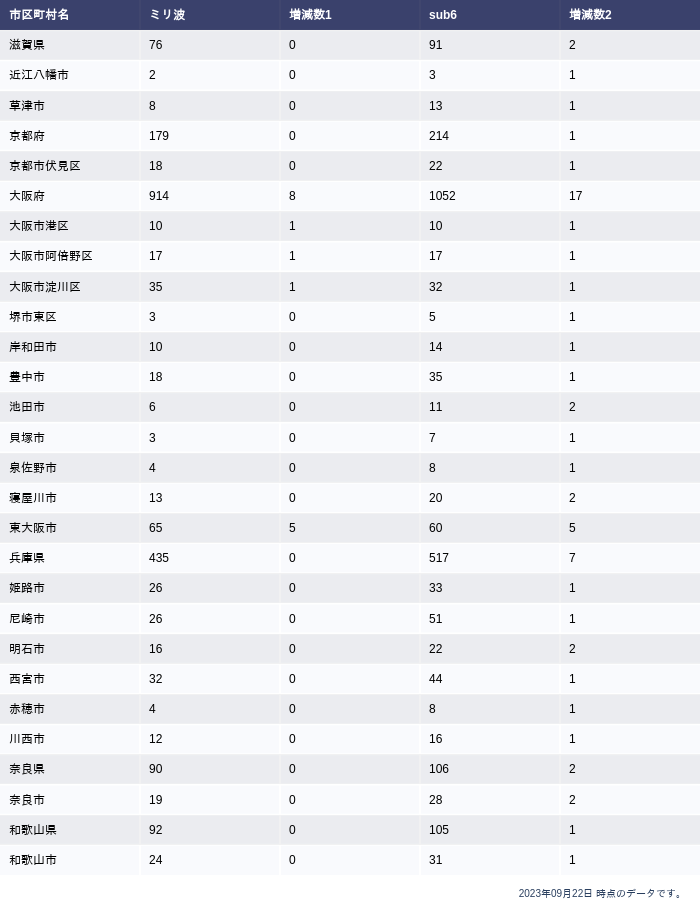 市区町村名 ミリ波 増減数1 sub6 増減数2
滋賀県 76 0 91 2
近江八幡市 2 0 3 1
草津市 8 0 13 1
京都府 179 0 214 1
京都市伏見区 18 0 22 1
大阪府 914 8 1052 17
大阪市港区 10 1 10 1
大阪市阿倍野区 17 1 17 1
大阪市淀川区 35 1 32 1
堺市東区 3 0 5 1
岸和田市 10 0 14 1
豊中市 18 0 35 1
池田市 6 0 11 2
貝塚市 3 0 7 1
泉佐野市 4 0 8 1
寝屋川市 13 0 20 2
東大阪市 65 5 60 5
兵庫県 435 0 517 7
姫路市 26 0 33 1
尼崎市 26 0 51 1
明石市 16 0 22 2
西宮市 32 0 44 1
赤穂市 4 0 8 1
川西市 12 0 16 1
奈良県 90 0 106 2
奈良市 19 0 28 2
和歌山県 92 0 105 1
和歌山市 24 0 31 1
2023年09月22日 時点のデータです。